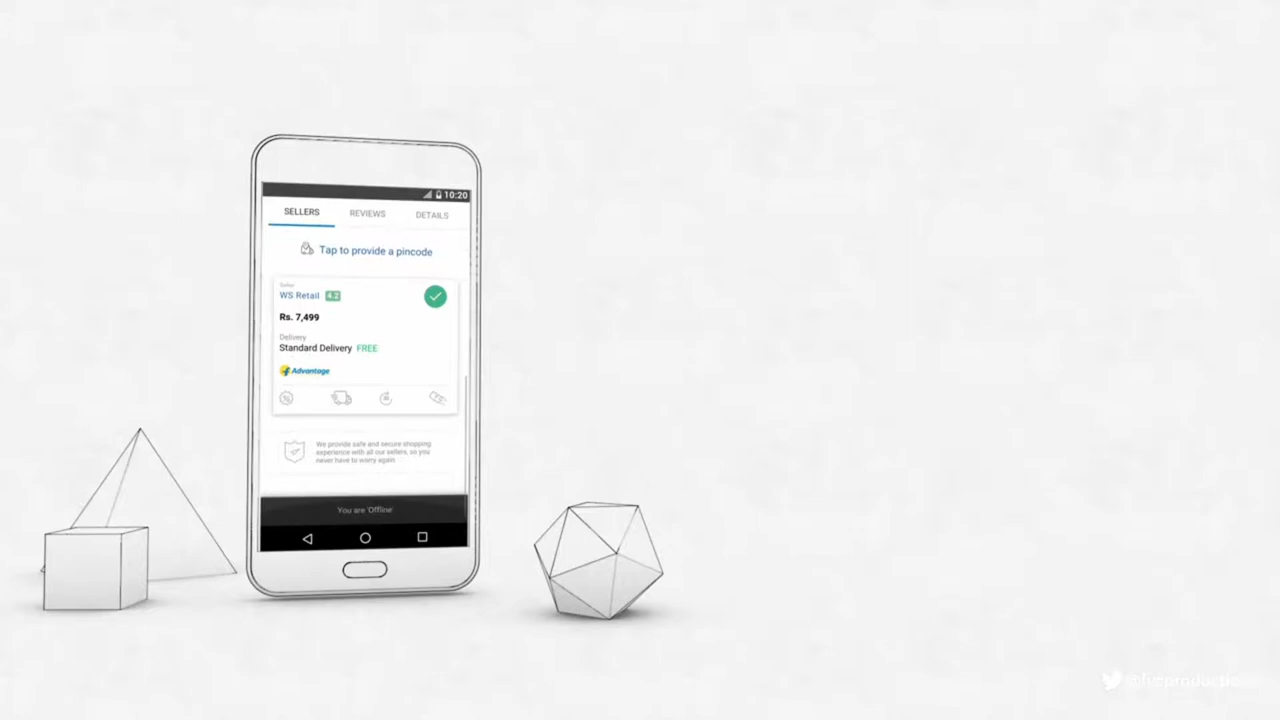 10:20
SELLERS REVIEWS DETAILS
Tap to provide a pincode
Seller
WS Retail 4.2
Rs. 7,499
Delivery
Standard Delivery FREE
Advantage
We provide safe and secure shopping
experience with all our sellers, so you
never have to worry again.
You are 'Offline'